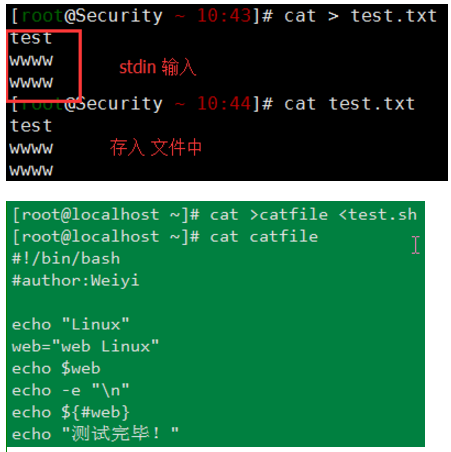 [root@Security ~ 10:43]# cat > test.txt
test
wwww
wwww
stdin 输入
[root@Security ~ 10:44]# cat test.txt
test
wwww
wwww
存入 文件中
[root@localhost ~]# cat >catfile <test.sh
[root@localhost ~]# cat catfile
#!/bin/bash
#author:Weiyi
echo "Linux"
web="web Linux"
echo $web
echo -e "\n"
echo ${#web}
echo "测试完毕！"